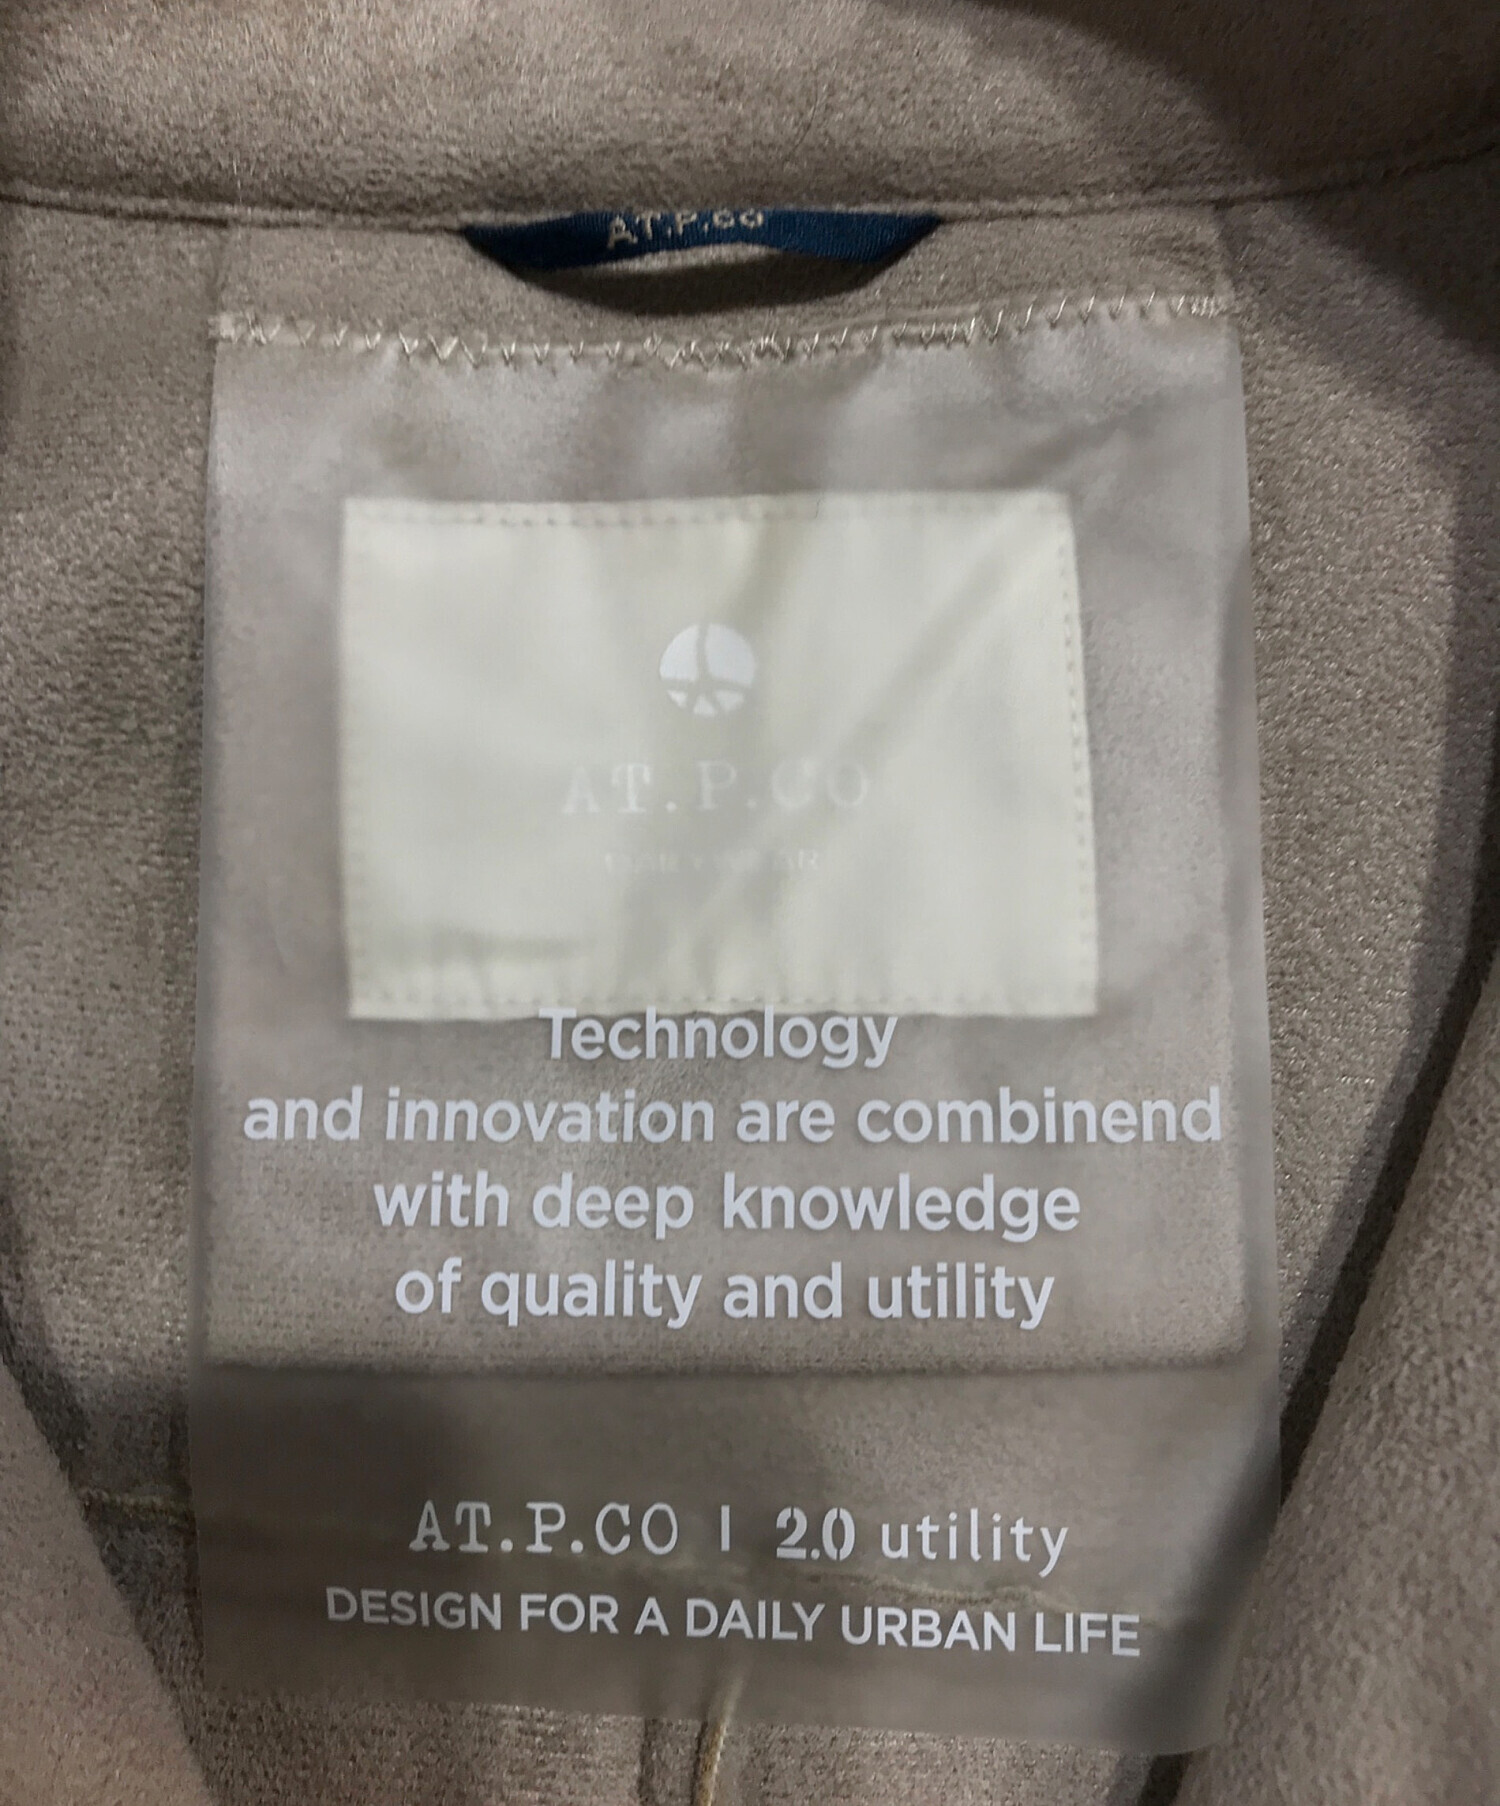 AT.P.CO
AT.P.CO
Technology
and innovation are combinend
with deep knowledge
of quality and utility
AT.P.CO | 2.0 utility
DESIGN FOR A DAILY URBAN LIFE